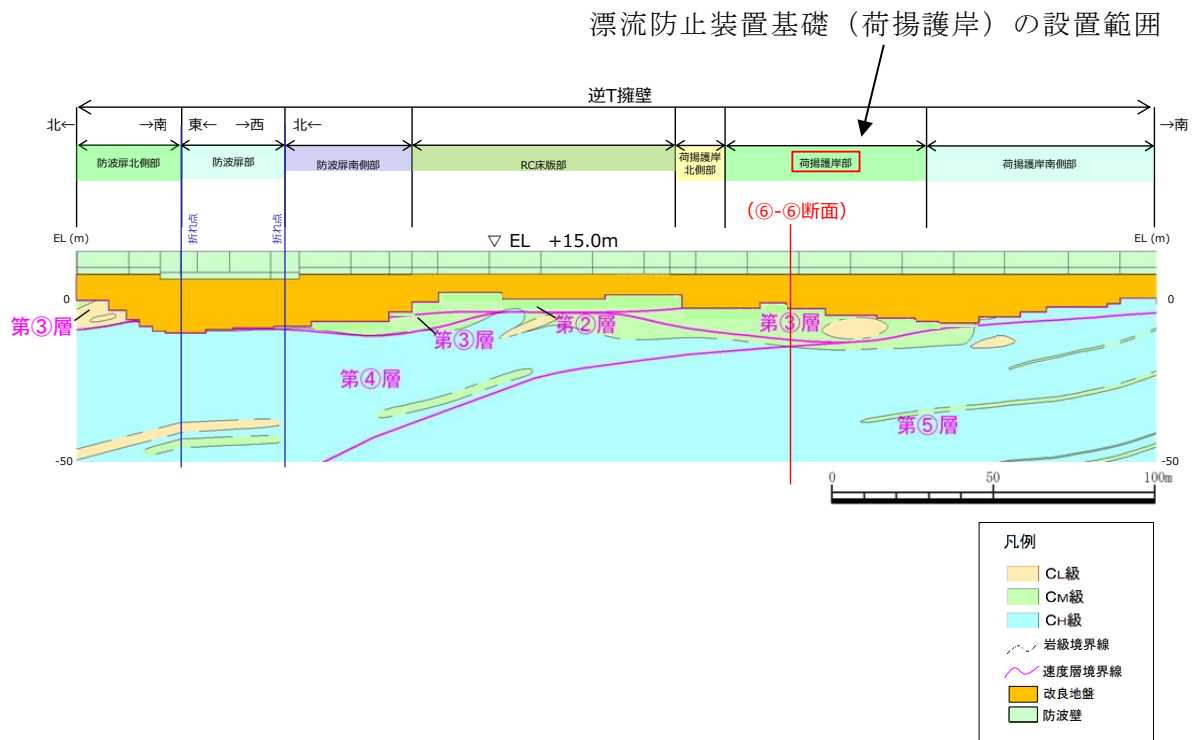 漂流防止装置基礎（荷揚護岸）の設置範囲
逆T擁壁
北← →南 東← →西 北← →南
防波扉北側部 防波扉部 防波扉南側部 RC床版部 荷揚護岸北側部 荷揚護岸部 荷揚護岸南側部
（⑥-⑥断面）
折れ点 折れ点
EL (m) ▽ EL +15.0m EL (m)
0 0
第③層 第③層 第②層 第③層
第④層
第⑤層
-50 -50
0 50 100m
凡例
CL級
CM級
CH級
岩級境界線
速度層境界線
改良地盤
防波壁